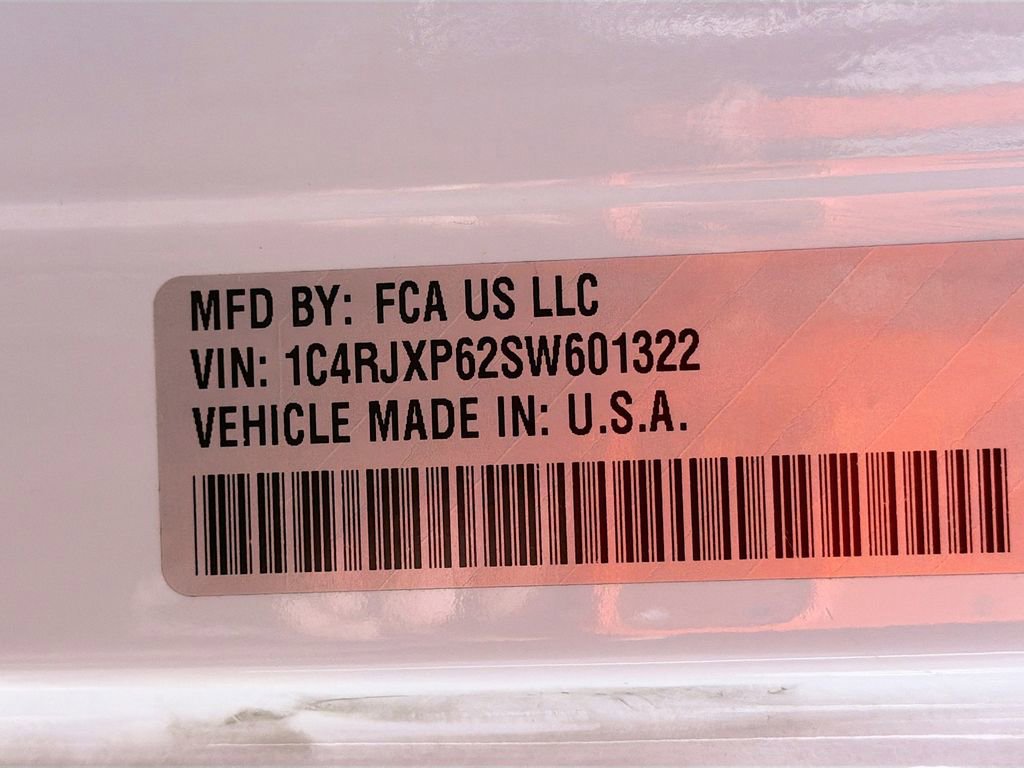 MFD BY: FCA US LLC
VIN: 1C4RJXP62SW601322
VEHICLE MADE IN: U.S.A.